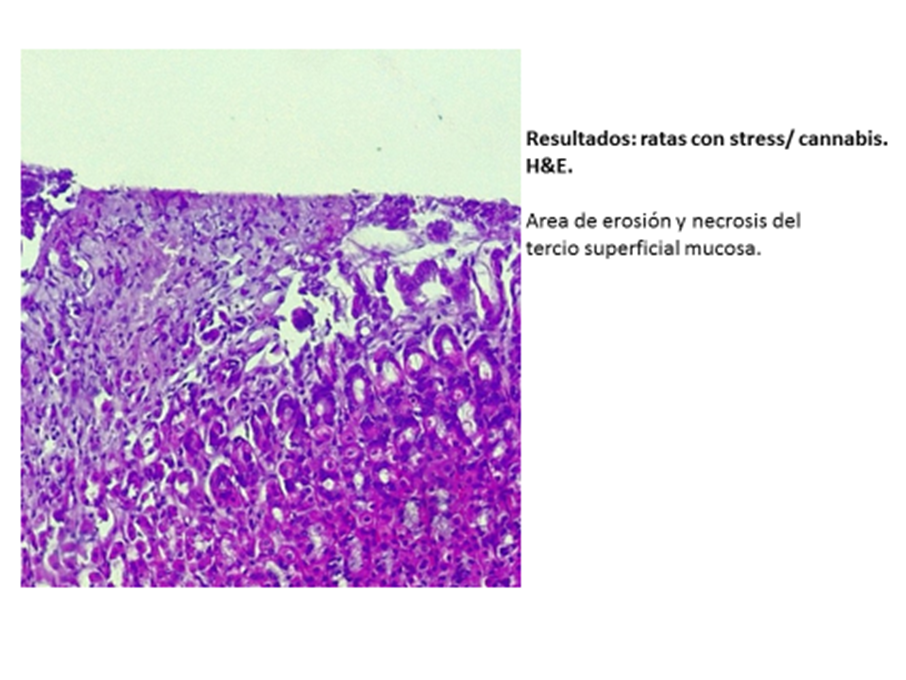 Resultados: ratas con stress/ cannabis.
H&E.
Area de erosión y necrosis del
tercio superficial mucosa.